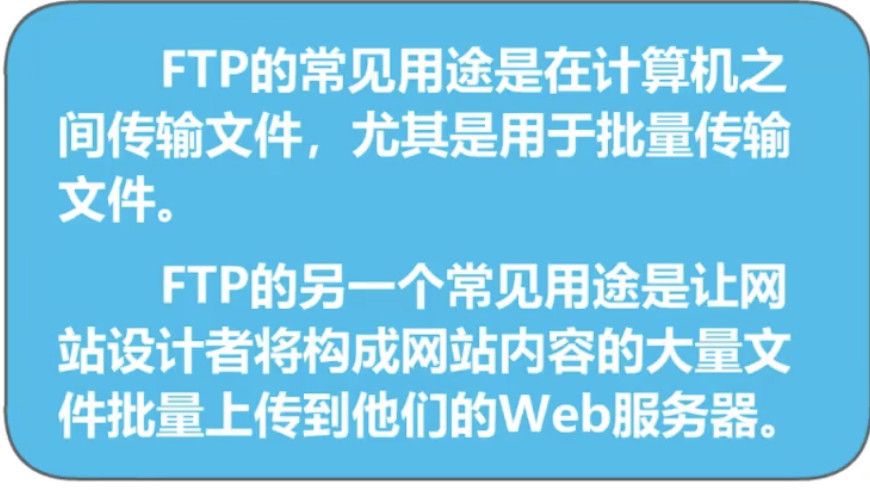 FTP的常见用途是在计算机之
间传输文件，尤其是用于批量传输
文件。
FTP的另一个常见用途是让网
站设计者将构成网站内容的大量文
件批量上传到他们的Web服务器。